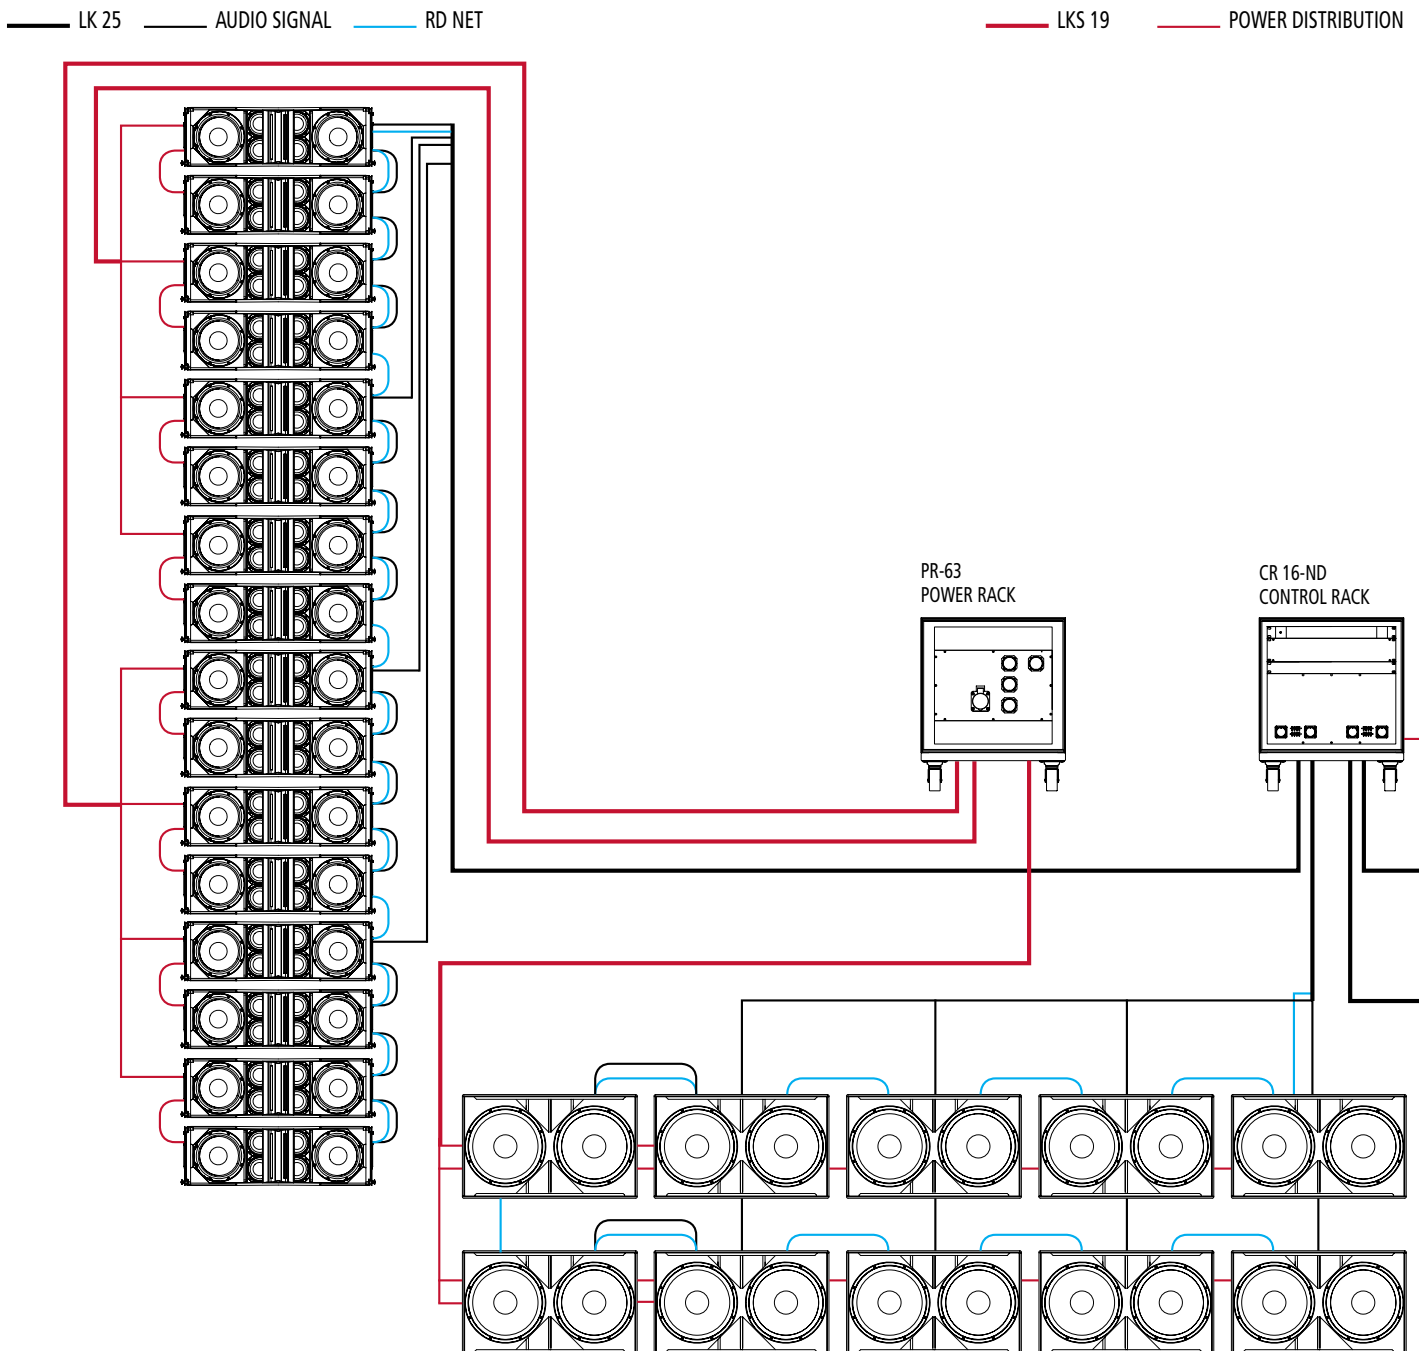 LK 25
AUDIO SIGNAL
RD NET
LKS 19
POWER DISTRIBUTION
PR-63
POWER RACK
CR 16-ND
CONTROL RACK